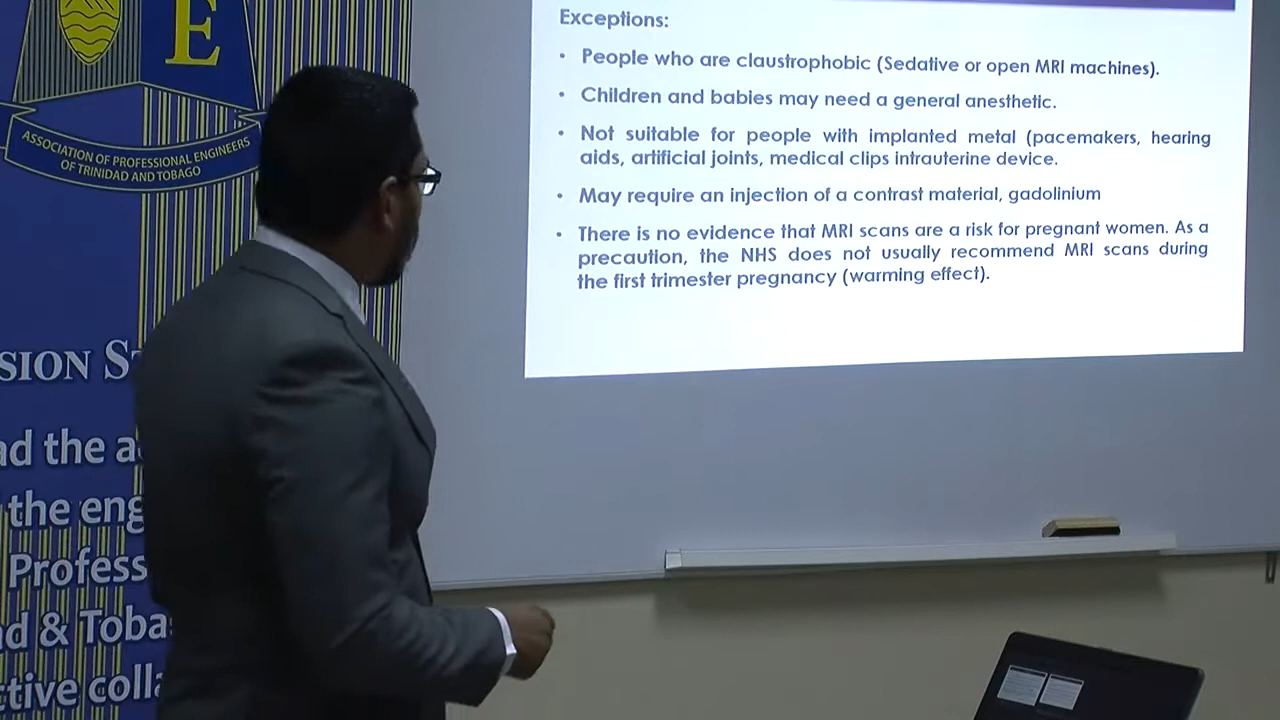 E
ASSOCIATION OF PROFESSIONAL ENGINEERS
OF TRINIDAD AND TOBAGO
SION S
ad the a
the eng
Profess
ad & Toba
ctive colla
Exceptions:
• People who are claustrophobic (Sedative or open MRI machines).
• Children and babies may need a general anesthetic.
• Not suitable for people with implanted metal (pacemakers, hearing
aids, artificial joints, medical clips intrauterine device.
• May require an injection of a contrast material, gadolinium
• There is no evidence that MRI scans are a risk for pregnant women. As a
precaution, the NHS does not usually recommend MRI scans during
the first trimester pregnancy (warming effect).